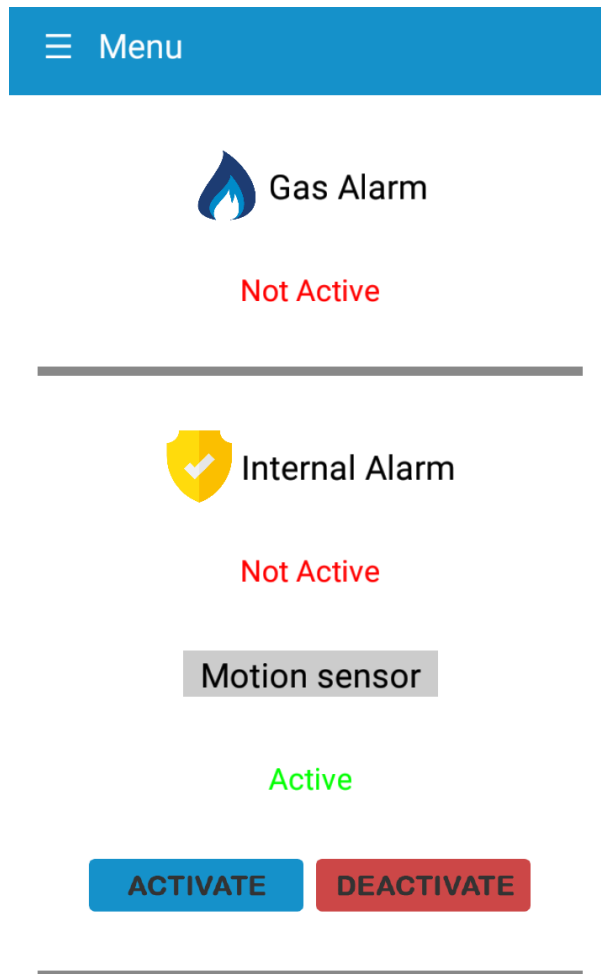 ☰ Menu
Gas Alarm
Not Active
Internal Alarm
Not Active
Motion sensor
Active
ACTIVATE DEACTIVATE